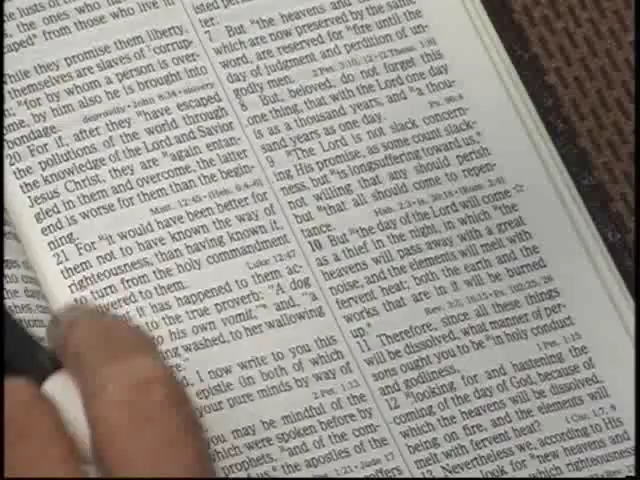 the lusts of
the ones who have
caped" from those who live in
While they promise them liberty,
themselves are slaves of corrup-
for by whom a person is over-
come, by him also he is brought into
bondage.
20 For if, after they "have escaped
the pollutions of the world through
the knowledge of the Lord and Savior
Jesus Christ, they are "again entan-
gled in them and overcome, the latter
end is worse for them than the begin-
ning.
21 For "it would have been better for
them not to have known the way of
righteousness, than having known it,
to turn from the holy commandment
delivered to them.
Luke 12:47
it has happened to them ac-
to the true proverb: "A dog
to his own vomit," and "a
washed, to her wallowing
I now write to you this
epistle (in both of which
your pure minds by way of
2 Pet. 1:13
you may be mindful of the
which were spoken before by
prophets, "and of the com-
us," the apostles of the
7 But "the heavens and
which are now preserved by the same
word, are reserved for "fire until the
day of judgment and perdition of un-
godly men.
8 But, beloved, do not forget this
one thing, that with the Lord one day
is as a thousand years, and "a thou-
sand years as one day.
Ps. 90:4
9 "The Lord is not slack concern-
ing His promise, as some count slack-
ness, but "is longsuffering toward us,
not willing that any should perish
but "that all should come to repen-
tance.
10 But "the day of the Lord will come
as a thief in the night, in which "the
heavens will pass away with a great
noise, and the elements will melt with
fervent heat; both the earth and the
works that are in it will be burned
up.
11 Therefore, since all these things
will be dissolved, what manner of per-
sons ought you to be "in holy conduct
and godliness,
1 Pet. 1:15
12 "looking for and hastening the
coming of the day of God, because of
which the heavens will be dissolved,
being on fire, and the elements will
melt with fervent heat?
13 Nevertheless we, according to His
look for "new heavens and
which righteousness